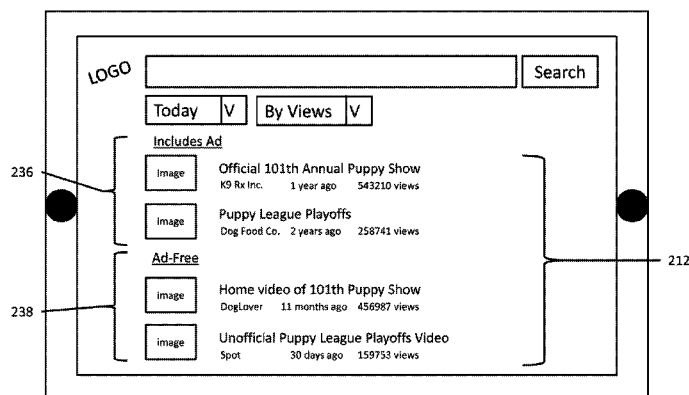 LOGO Search
Today V By Views V
Includes Ad
236
Image Official 101th Annual Puppy Show
K9 Rx Inc. 1 year ago 543210 views
Image Puppy League Playoffs
Dog Food Co. 2 years ago 258741 views
Ad-Free
212
238
image Home video of 101th Puppy Show
DogLover 11 months ago 456987 views
image Unofficial Puppy League Playoffs Video
Spot 30 days ago 159753 views